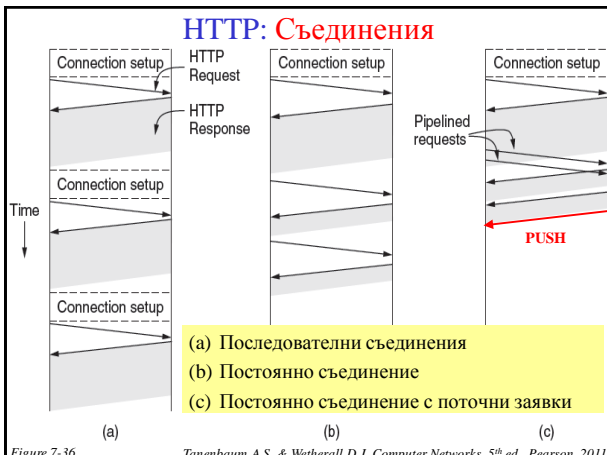 HTTP: Съединения
Connection setup
HTTP
Request
HTTP
Response
Connection setup
Connection setup
Time
Connection setup
Connection setup
Pipelined
requests
PUSH
(a) Последователни съединения
(b) Постоянно съединение
(c) Постоянно съединение с поточни заявки
(a)
(b)
(c)
Figure 7-36
Tanenbaum A.S. & Wetherall D.J. Computer Networks, 5th ed., Pearson, 2011